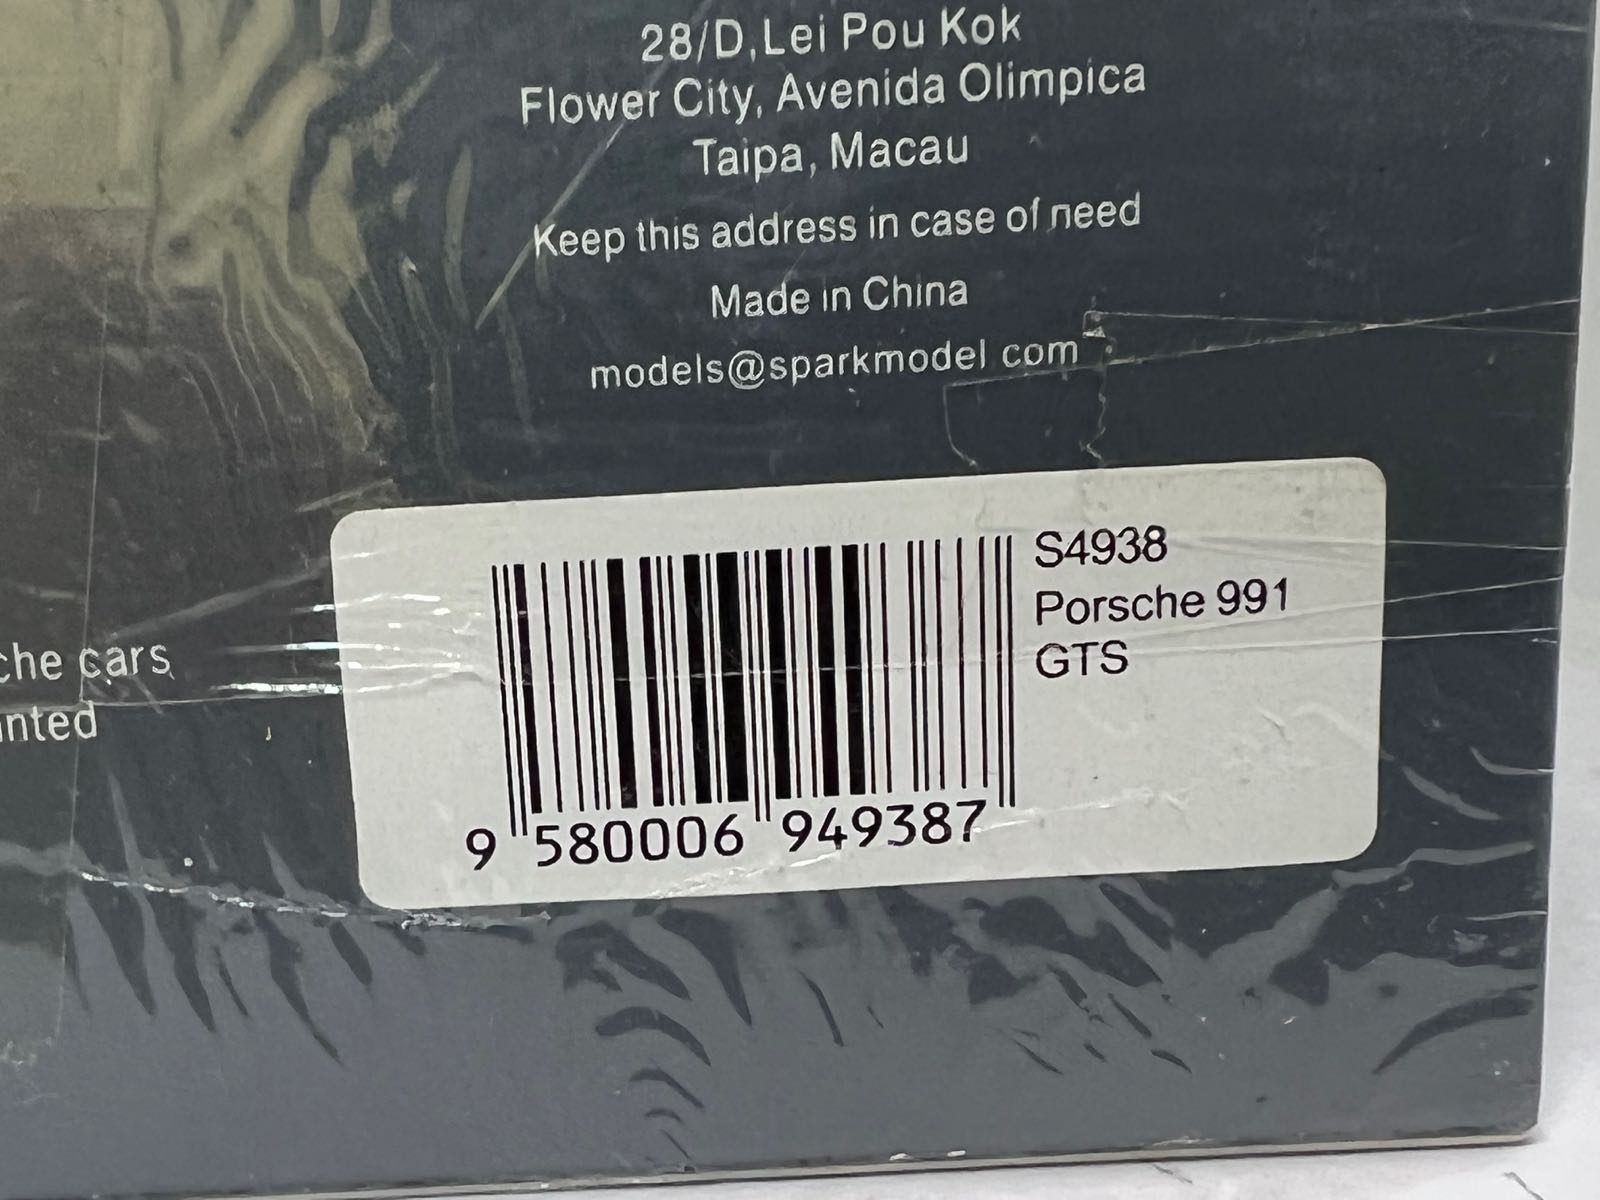 28/D, Lei Pou Kok
Flower City, Avenida Olimpica
Taipa, Macau
Keep this address in case of need
Made in China
models@sparkmodel com
S4938
Porsche 991
GTS
che cars
inted
9 580006 949387